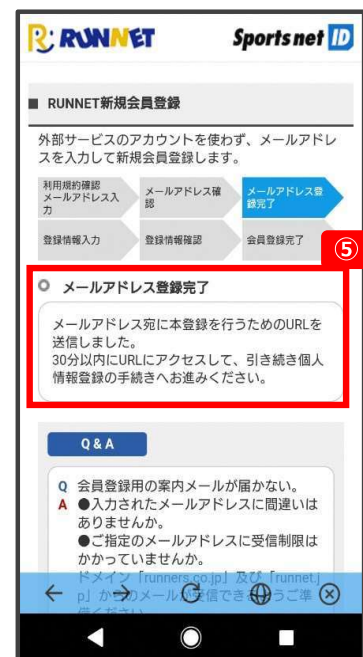 RUNNET
Sports net ID
■ RUNNET新規会員登録
外部サービスのアカウントを使わず、メールアドレ
スを入力して新規会員登録します。
利用規約確認
メールアドレス入
力
メールアドレス確
認
メールアドレス登
録完了
登録情報入力
登録情報確認
会員登録完了
⑤
メールアドレス登録完了
メールアドレス宛に本登録を行うためのURLを
送信しました。
30分以内にURLにアクセスして、引き続き個人
情報登録の手続きへお進みください。
Q & A
Q 会員登録用の案内メールが届かない。
A ●入力されたメールアドレスに間違いは
ありませんか。
●ご指定のメールアドレスに受信制限は
かかっていませんか。
ドメイン「runners.co.jp」及び「runnet.j
p」からのメールが受信できるようご準
備ください